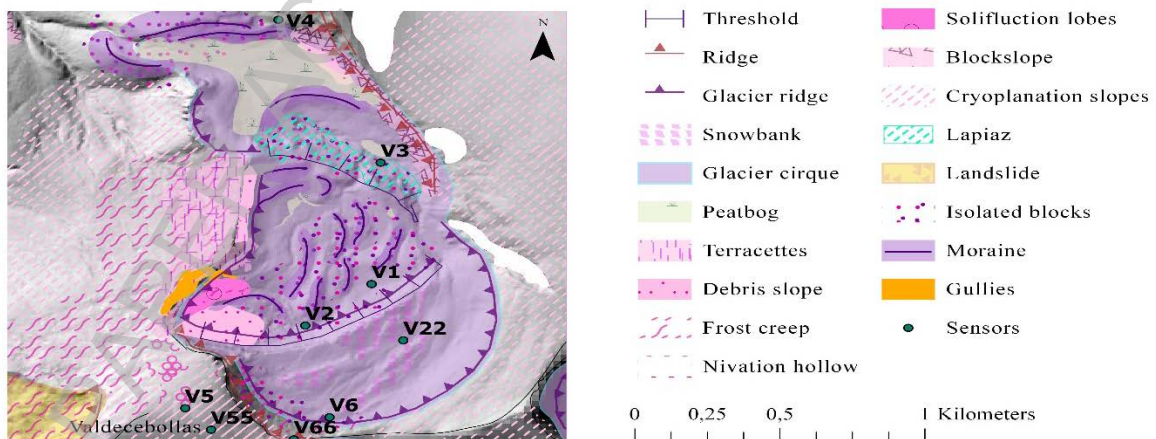 V4
N
V3
V1
V2
V22
V5
V55
V6
V66
Valdecebollas
Threshold
Ridge
Glacier ridge
Snowbank
Glacier cirque
Peatbog
Terracettes
Debris slope
Frost creep
Nivation hollow
Solifluction lobes
Blockslope
Cryoplanation slopes
Lapiaz
Landslide
Isolated blocks
Moraine
Gullies
Sensors
0 0,25 0,5 1 Kilometers